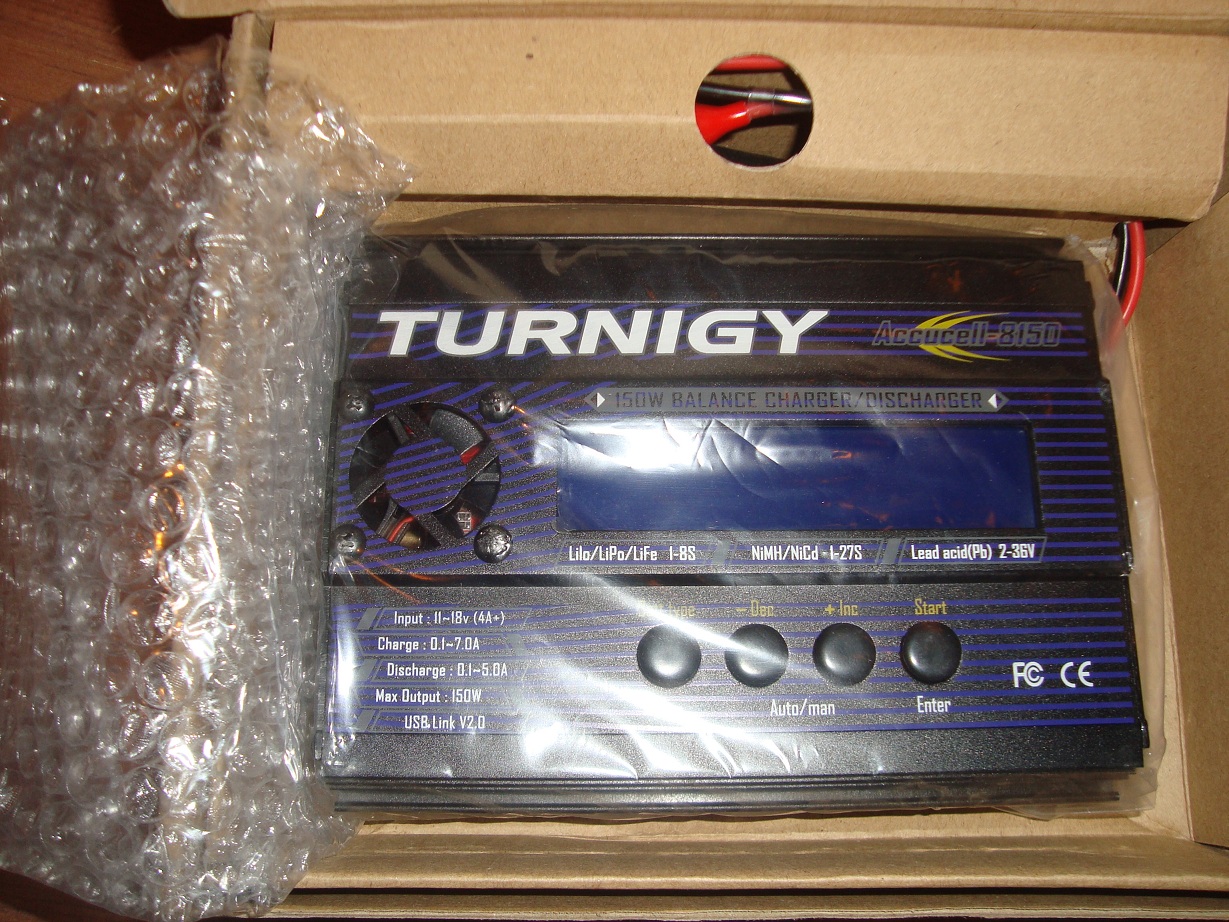 TURNIGY
Accucell-8150
150W BALANCE CHARGER/DISCHARGER
LiIo/LiPo/LiFe 1-8S
NiMH/NiCd - 1-27S
Lead acid(Pb) 2-36V
Input : 11~18v (4A+)
Charge : 0.1~7.0A
Discharge : 0.1~5.0A
Max Output : 150W
USB Link V2.0
Type
- Dec
+ Inc
Start
Auto/man
Enter
FC CE